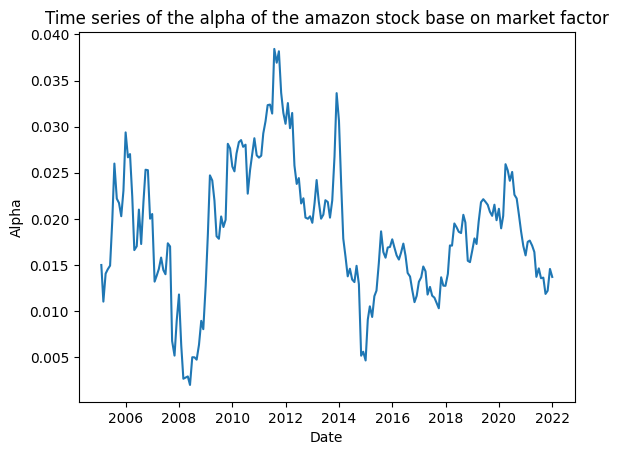 Time series of the alpha of the amazon stock base on market factor
0.040
0.035
0.030
0.025
0.020
0.015
0.010
0.005
Alpha
2006 2008 2010 2012 2014 2016 2018 2020 2022
Date